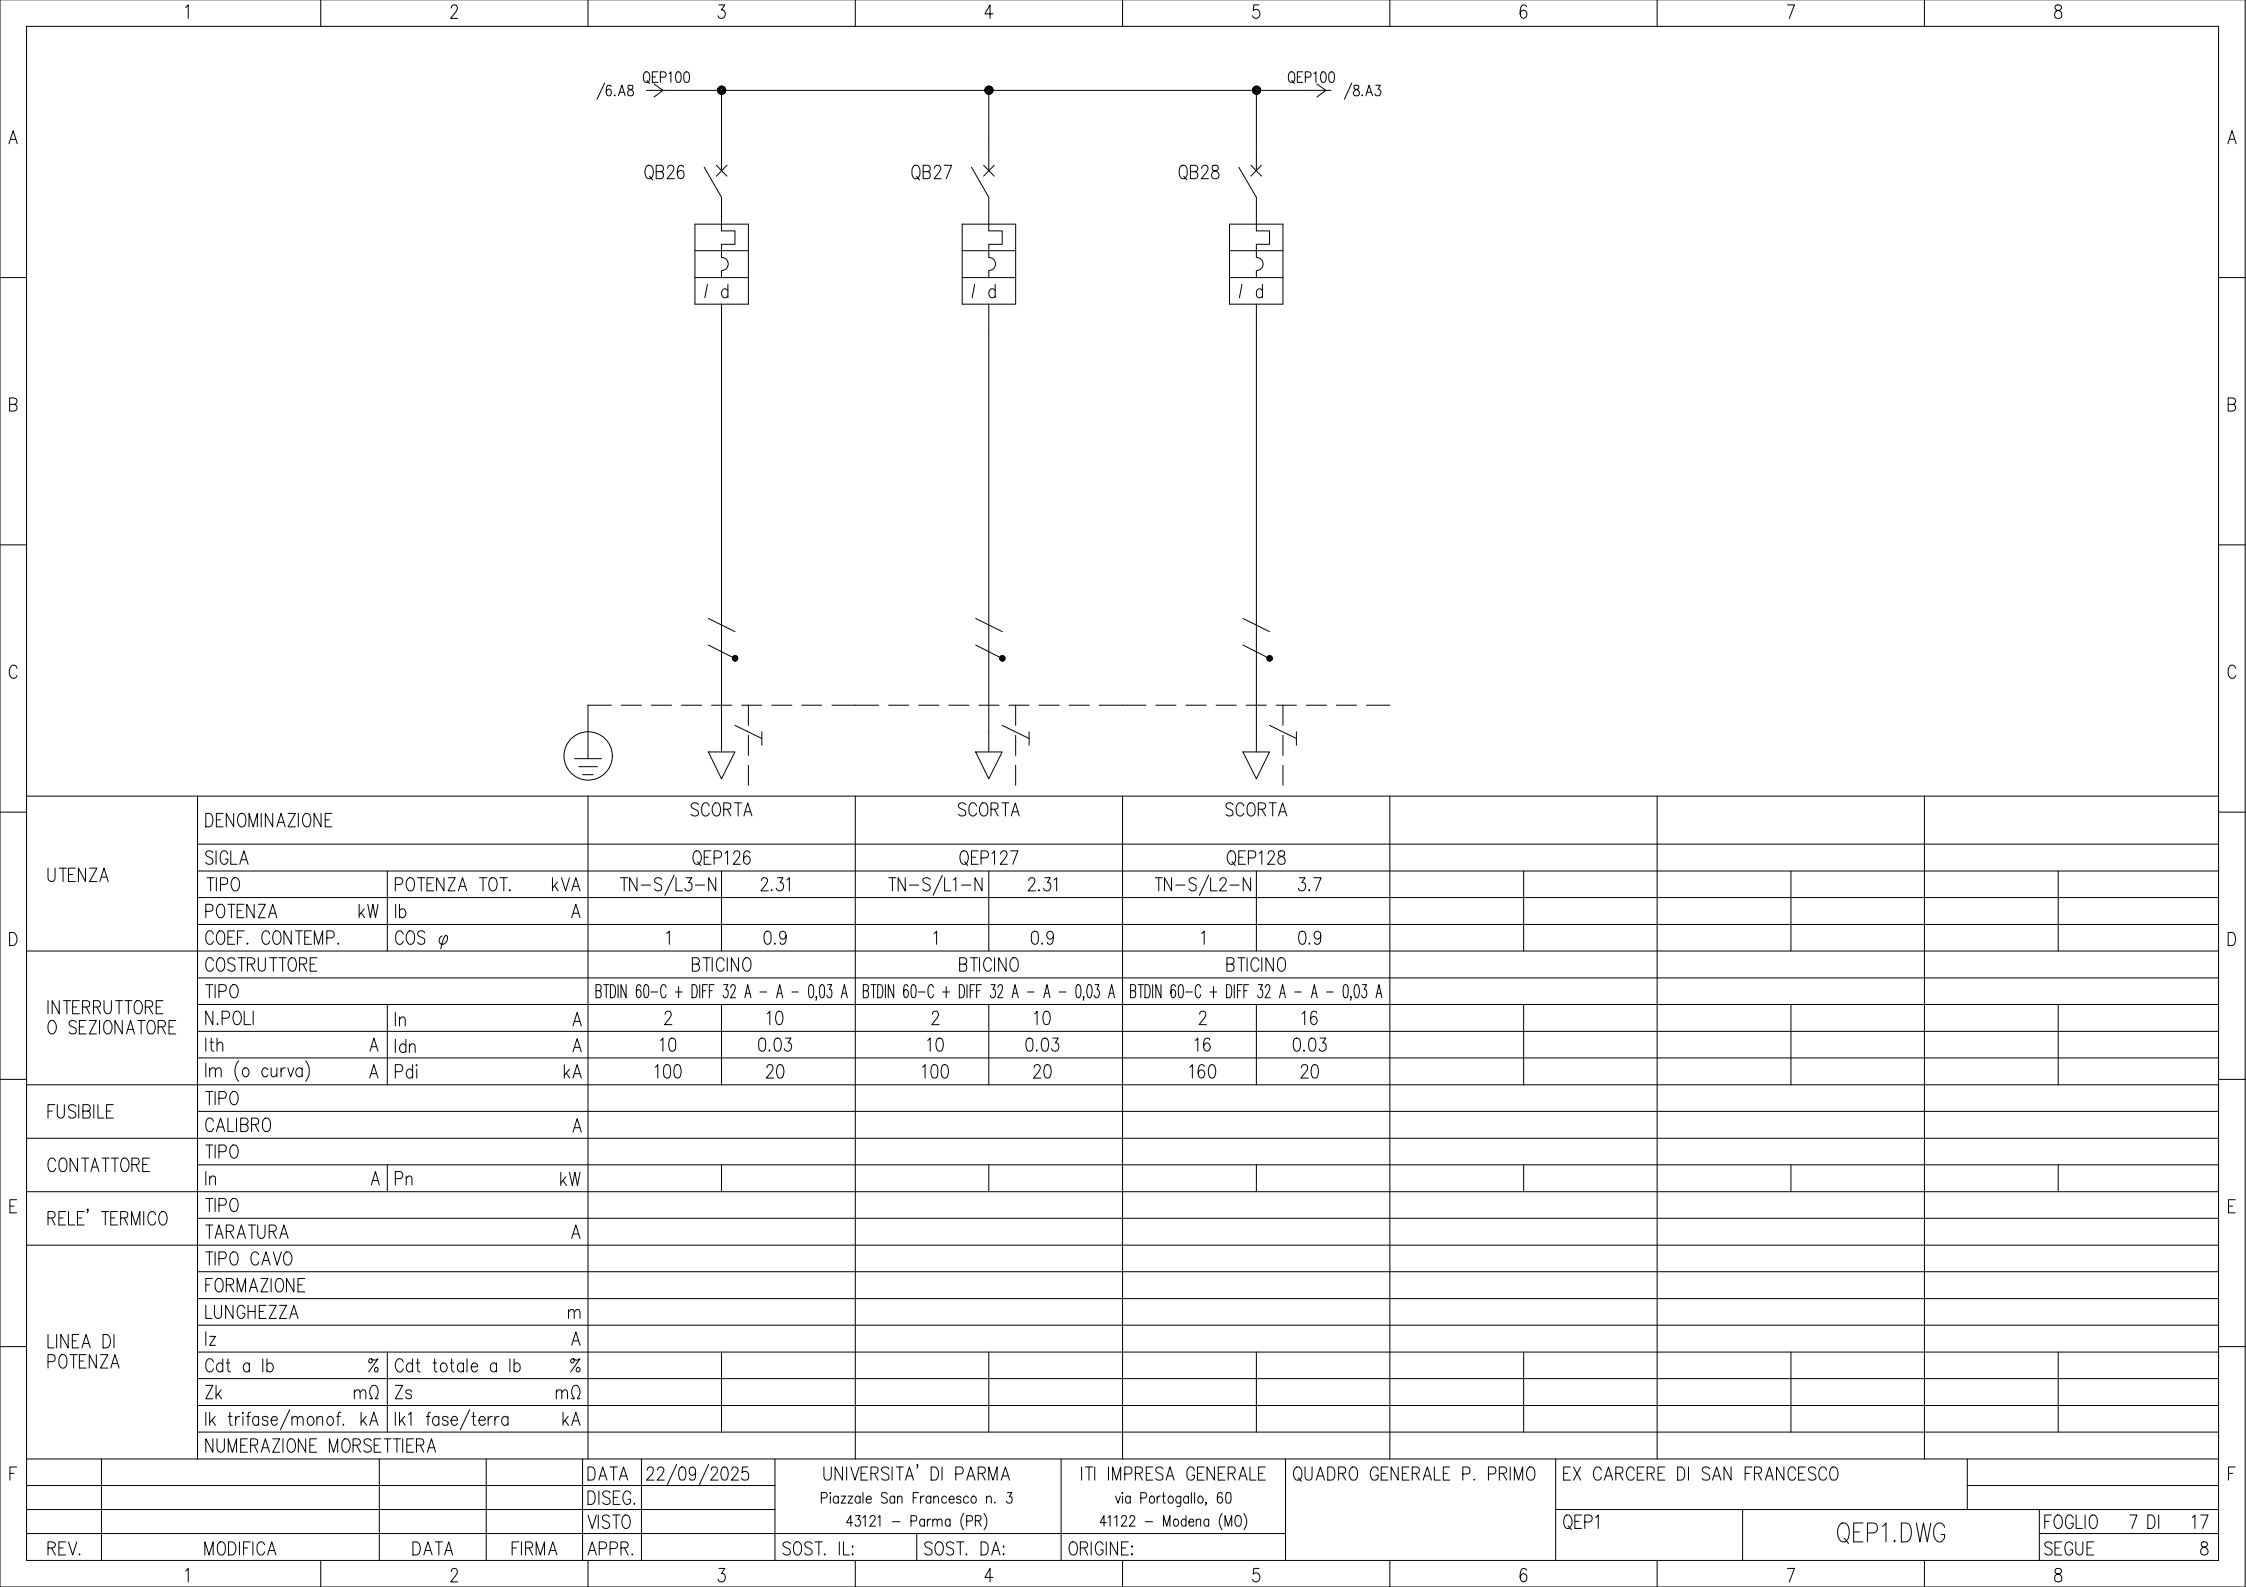 1 2 3 4 5 6 7 8
QEP100 QEP100
/6.A8 /8.A3
A A
QB26 QB27 QB28
I d I d I d
B B
C C
SCORTA SCORTA SCORTA
DENOMINAZIONE
UTENZA
SIGLA QEP126 QEP127 QEP128
TIPO POTENZA TOT. kVA TN-S/L3-N 2.31 TN-S/L1-N 2.31 TN-S/L2-N 3.7
POTENZA kW Ib A
D COEF. CONTEMP. COS φ 1 0.9 1 0.9 1 0.9 D
INTERRUTTORE
O SEZIONATORE
COSTRUTTORE BTICINO BTICINO BTICINO
TIPO BTDIN 60-C + DIFF 32 A - A - 0,03 A BTDIN 60-C + DIFF 32 A - A - 0,03 A BTDIN 60-C + DIFF 32 A - A - 0,03 A
N.POLI In A 2 10 2 10 2 16
Ith A Idn A 10 0.03 10 0.03 16 0.03
Im (o curva) A Pdi kA 100 20 100 20 160 20
FUSIBILE
TIPO
CALIBRO A
CONTATTORE
TIPO
In A Pn kW
E E
RELE' TERMICO
TIPO
TARATURA A
LINEA DI
POTENZA
TIPO CAVO
FORMAZIONE
LUNGHEZZA m
Iz A
Cdt a Ib % Cdt totale a Ib %
Zk mΩ Zs mΩ
Ik trifase/monof. kA Ik1 fase/terra kA
NUMERAZIONE MORSETTIERA
F F
DATA 22/09/2025 UNIVERSITA' DI PARMA ITI IMPRESA GENERALE QUADRO GENERALE P. PRIMO EX CARCERE DI SAN FRANCESCO
DISEG. Piazzale San Francesco n. 3 via Portogallo, 60
VISTO 43121 - Parma (PR) 41122 - Modena (MO) QEP1 QEP1.DWG FOGLIO 7 DI 17
REV. MODIFICA DATA FIRMA APPR. SOST. IL: SOST. DA: ORIGINE: SEGUE 8
1 2 3 4 5 6 7 8